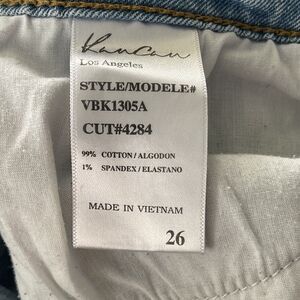 KanCan
Los Angeles
STYLE/MODELE#
VBK1305A
CUT#4284
99% COTTON/ALGODON
1% SPANDEX/ELASTANO
MADE IN VIETNAM
26